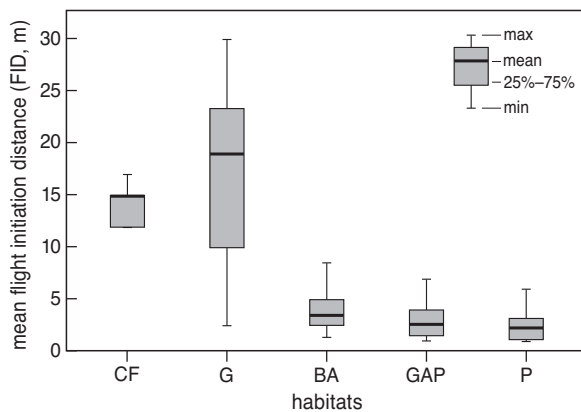 mean flight initiation distance (FID, m)
30
25
20
15
10
5
0
max
mean
25%–75%
min
CF G BA GAP P
habitats